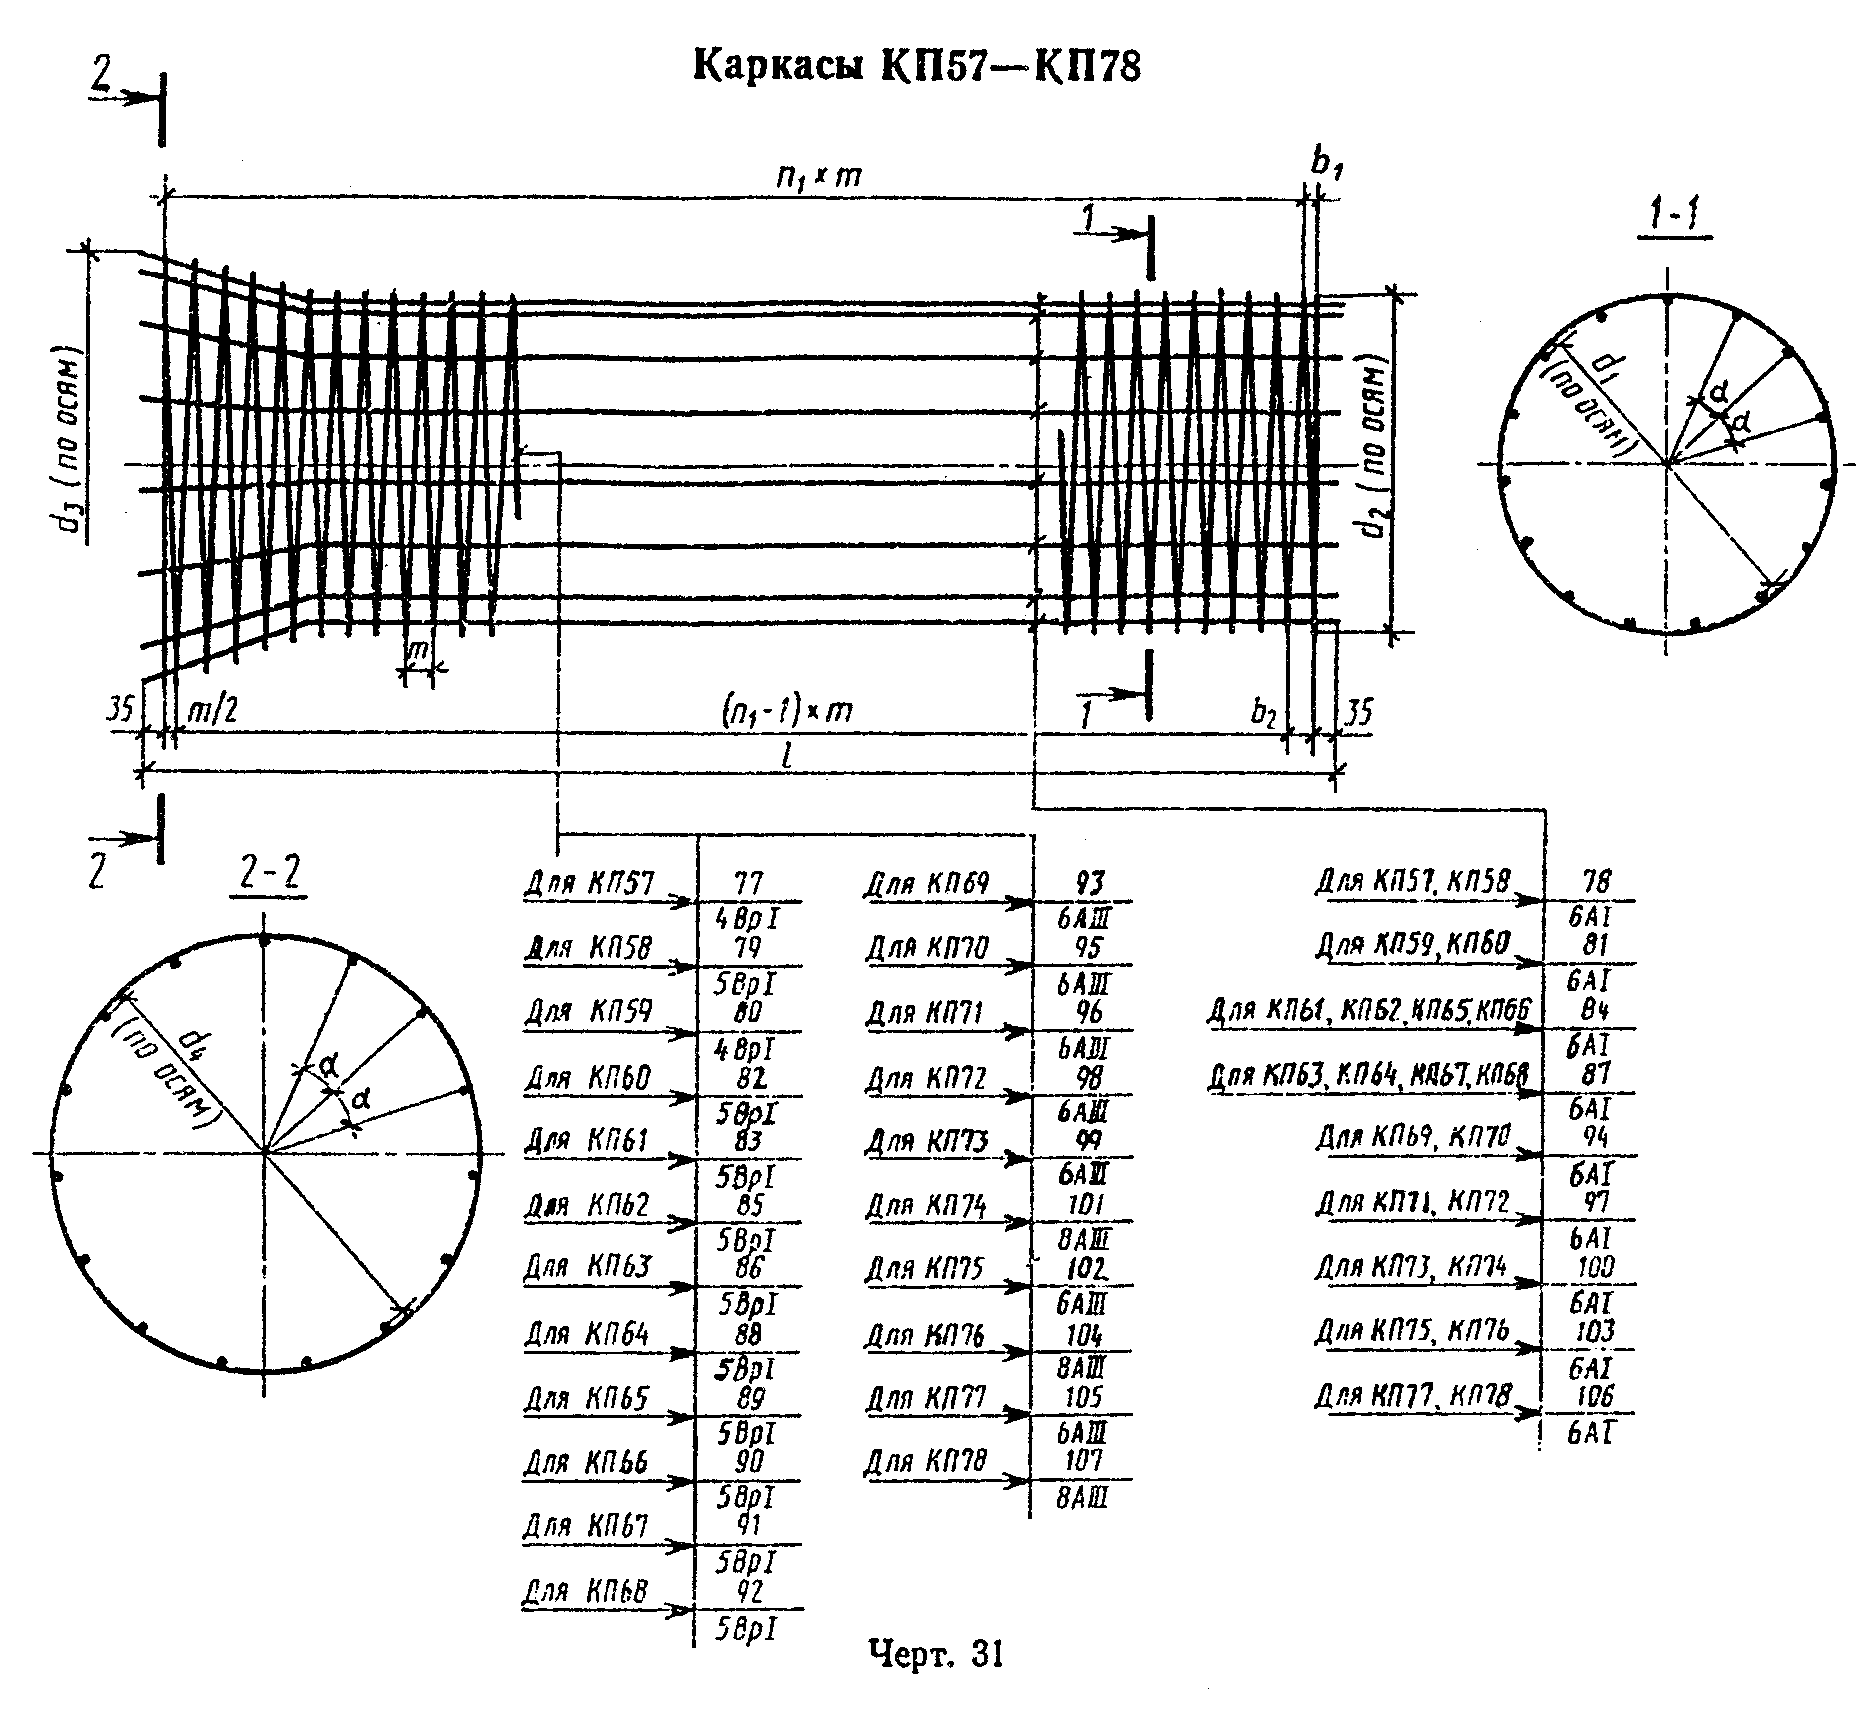 Каркасы КП57—КП78
2
n₁×m
b₁
1
1-1
d₃ (по осям)
d₂ (по осям)
d₁
(по осям)
α
α
m
35
m/2
(n₁-1)×m
1
b₂
35
l
2
2-2
d₄
(по осям)
α
α
Для КП57 77
4ВрI
Для КП58 79
5ВрI
Для КП59 80
4ВрI
Для КП60 82
5ВрI
Для КП61 83
5ВрI
Для КП62 85
5ВрI
Для КП63 86
5ВрI
Для КП64 88
5ВрI
Для КП65 89
5ВрI
Для КП66 90
5ВрI
Для КП67 91
5ВрI
Для КП68 92
5ВрI
Для КП69 93
6АIII
Для КП70 95
6АIII
Для КП71 96
6АIII
Для КП72 98
6АIII
Для КП73 99
6АIII
Для КП74 101
8АIII
Для КП75 102
6АIII
Для КП76 104
8АIII
Для КП77 105
6АIII
Для КП78 107
8АIII
Для КП57, КП58 78
6АI
Для КП59, КП60 81
6АI
Для КП61, КП62, КП65, КП66 84
6АI
Для КП63, КП64, КП67, КП68 87
6АI
Для КП69, КП70 94
6АI
Для КП71, КП72 97
6АI
Для КП73, КП74 100
6АI
Для КП75, КП76 103
6АI
Для КП77, КП78 106
6АI
Черт. 31